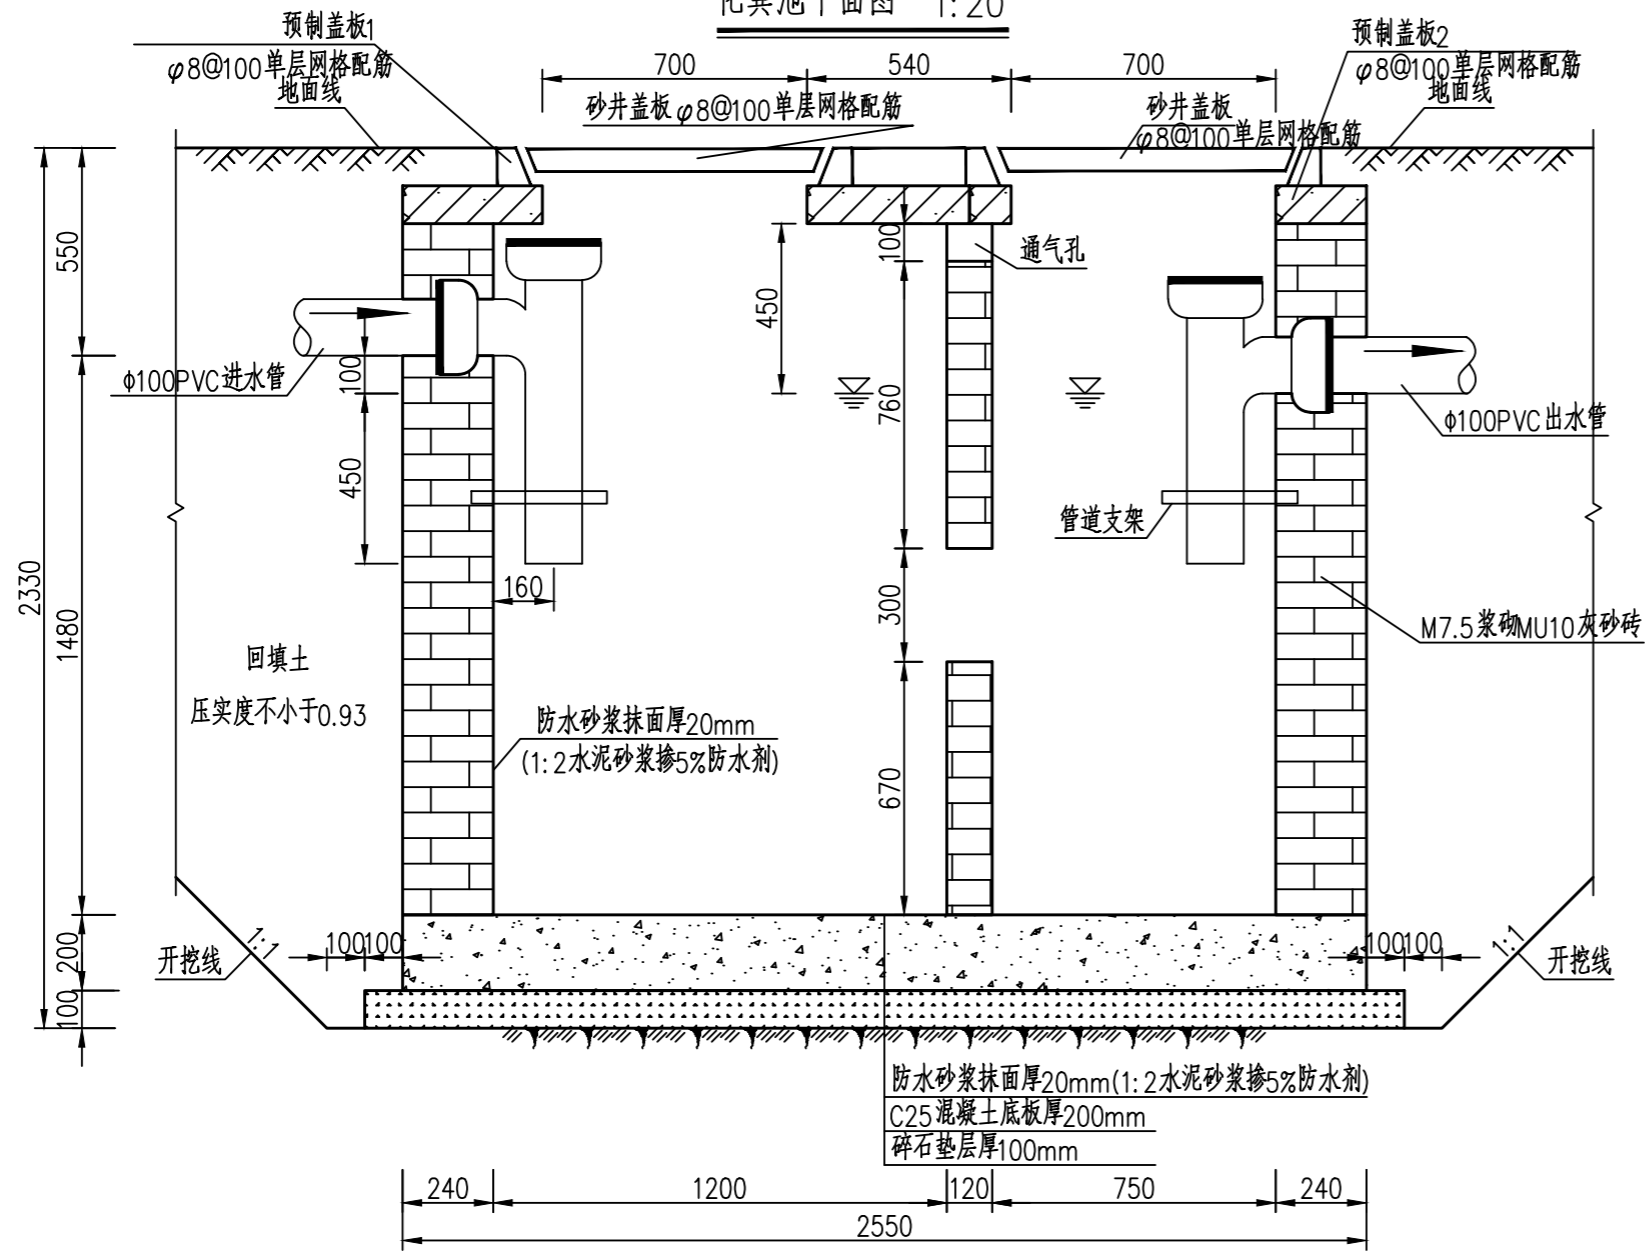 化粪池平面图 1:20
预制盖板1
φ8@100单层网格配筋
地面线
700
540
700
预制盖板2
φ8@100单层网格配筋
地面线
砂井盖板φ8@100单层网格配筋
砂井盖板
φ8@100单层网格配筋
550
100
通气孔
450
760
φ100PVC进水管
100
450
φ100PVC出水管
管道支架
2330
1480
160
300
M7.5浆砌MU10灰砂砖
回填土
压实度不小于0.93
防水砂浆抹面厚20mm
(1:2水泥砂浆掺5%防水剂)
670
开挖线
1:1
100
100
100
100
1:1
开挖线
200
100
防水砂浆抹面厚20mm(1:2水泥砂浆掺5%防水剂)
C25混凝土底板厚200mm
碎石垫层厚100mm
240
1200
120
750
240
2550